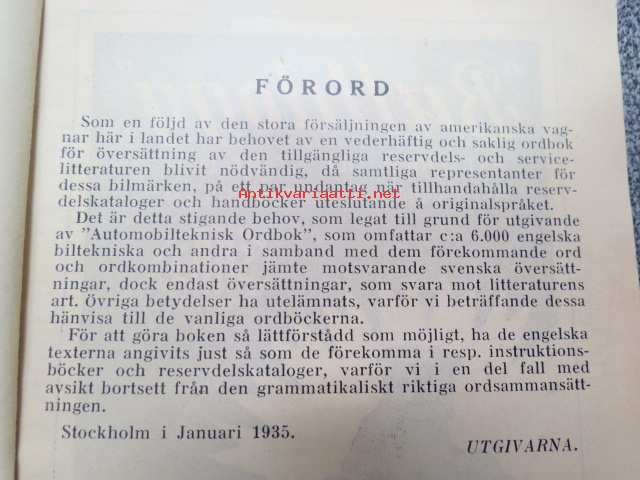 FÖRORD
Som en följd av den stora försäljningen av amerikanska vag-
nar här i landet har behovet av en vederhäftig och saklig ordbok
för översättning av den tillgängliga reservdels- och service-
litteraturen blivit nödvändig, då samtliga representanter för
dessa bilmärken, på ett par undantag när tillhandahålla reserv-
Antikvariaatti.net
delskataloger och handböcker uteslutande å originalspråket.
Det är detta stigande behov, som legat till grund för utgivande
av "Automobilteknisk Ordbok", som omfattar c:a 6.000 engelska
biltekniska och andra i samband med dem förekommande ord
och ordkombinationer jämte motsvarande svenska översätt-
ningar, dock endast översättningar, som svara mot litteraturens
art. Övriga betydelser ha utelämnats, varför vi beträffande dessa
hänvisa till de vanliga ordböckerna.
För att göra boken så lättförstådd som möjligt, ha de engelska
texterna angivits just så som de förekomma i resp. instruktions-
böcker och reservdelskataloger, varför vi i en del fall med
avsikt bortsett från den grammatikaliskt riktiga ordsammansätt-
ningen.
Stockholm i Januari 1935.
UTGIVARNA.